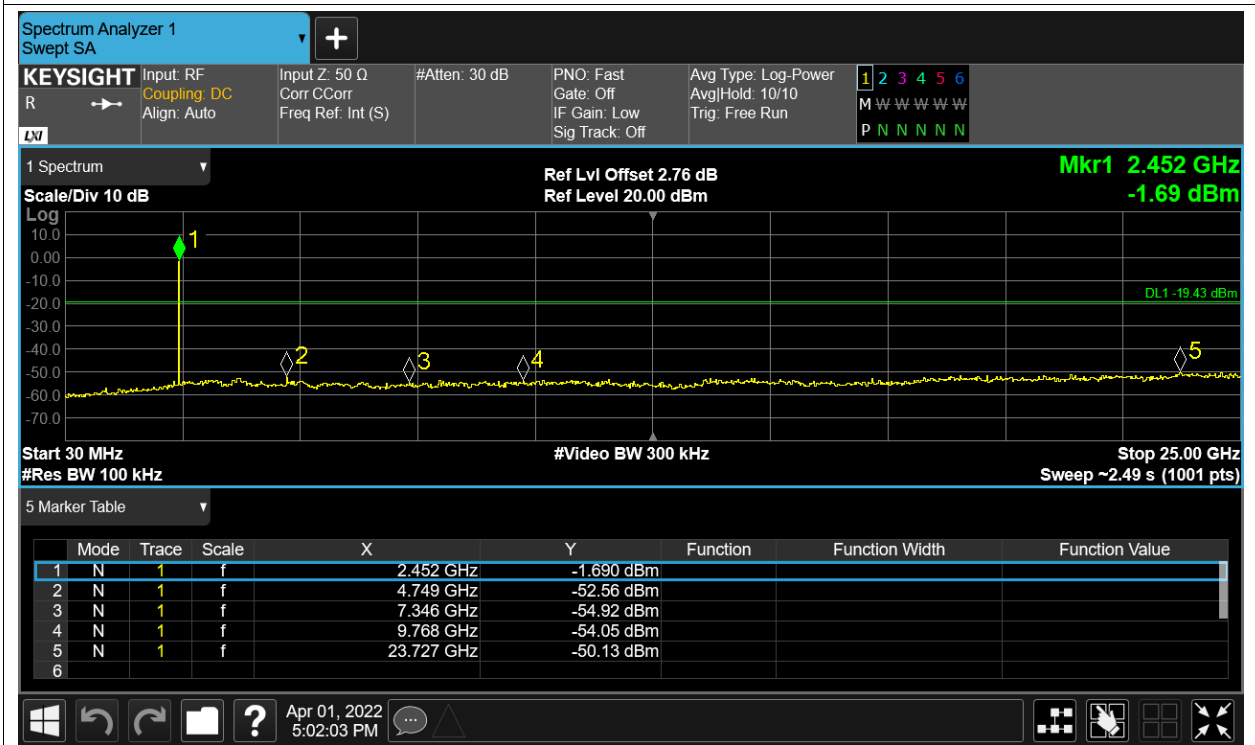 Spectrum Analyzer 1
Swept SA
+
KEYSIGHT Input: RF Input Z: 50 Ω #Atten: 30 dB PNO: Fast Avg Type: Log-Power 1 2 3 4 5 6
R Coupling: DC Corr CCorr Gate: Off Avg|Hold: 10/10 M W W W W W
Align: Auto Freq Ref: Int (S) IF Gain: Low Trig: Free Run
LXI Sig Track: Off P N N N N N
1 Spectrum Ref Lvl Offset 2.76 dB Mkr1 2.452 GHz
Scale/Div 10 dB Ref Level 20.00 dBm -1.69 dBm
Log
10.0
1
0.00
-10.0
DL1 -19.43 dBm
-20.0
-30.0
-40.0
2 3 4 5
-50.0
-60.0
-70.0
Start 30 MHz #Video BW 300 kHz Stop 25.00 GHz
#Res BW 100 kHz Sweep ~2.49 s (1001 pts)
5 Marker Table
Mode Trace Scale X Y Function Function Width Function Value
1 N 1 f 2.452 GHz -1.690 dBm
2 N 1 f 4.749 GHz -52.56 dBm
3 N 1 f 7.346 GHz -54.92 dBm
4 N 1 f 9.768 GHz -54.05 dBm
5 N 1 f 23.727 GHz -50.13 dBm
6
? Apr 01, 2022
5:02:03 PM